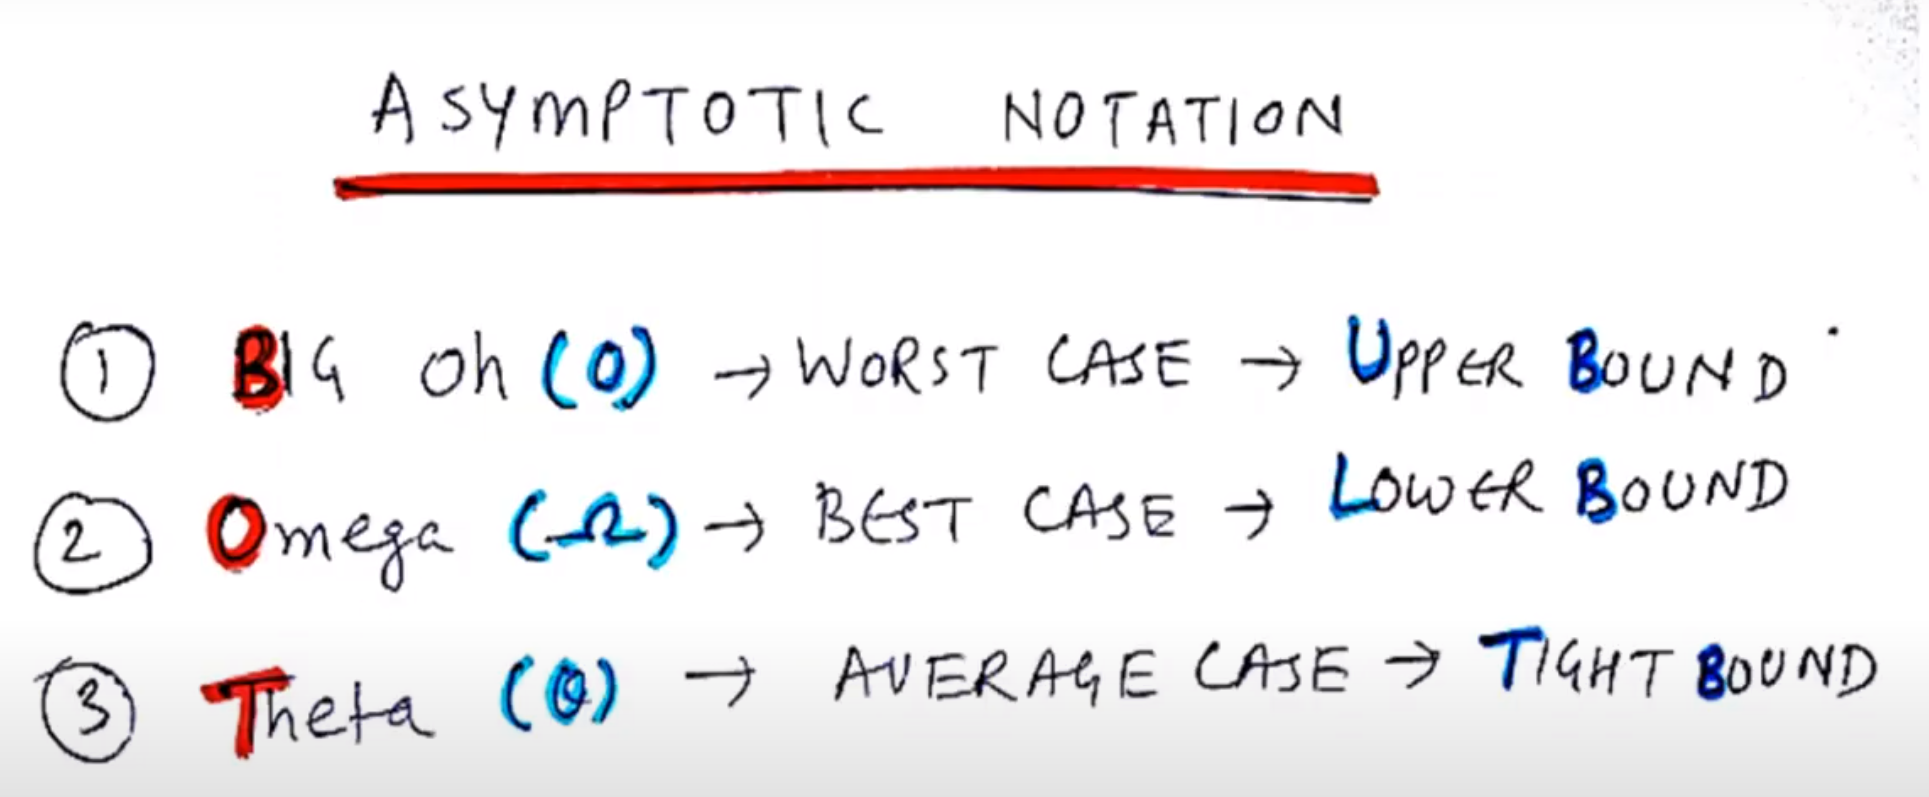 ASYMPTOTIC NOTATION
① BIG Oh (O) → WORST CASE → UPPER BOUND
② Omega (Ω) → BEST CASE → LOWER BOUND
③ Theta (θ) → AVERAGE CASE → TIGHT BOUND